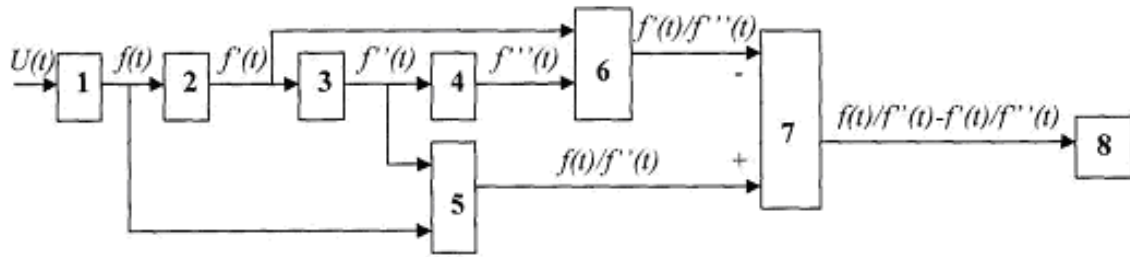 U(t) 1 f(t) 2 f'(t) 3 f''(t) 4 f'''(t) 6 f'(t)/f'''(t)
-
7 f(t)/f''(t)-f'(t)/f'''(t) 8
5 f(t)/f''(t) +